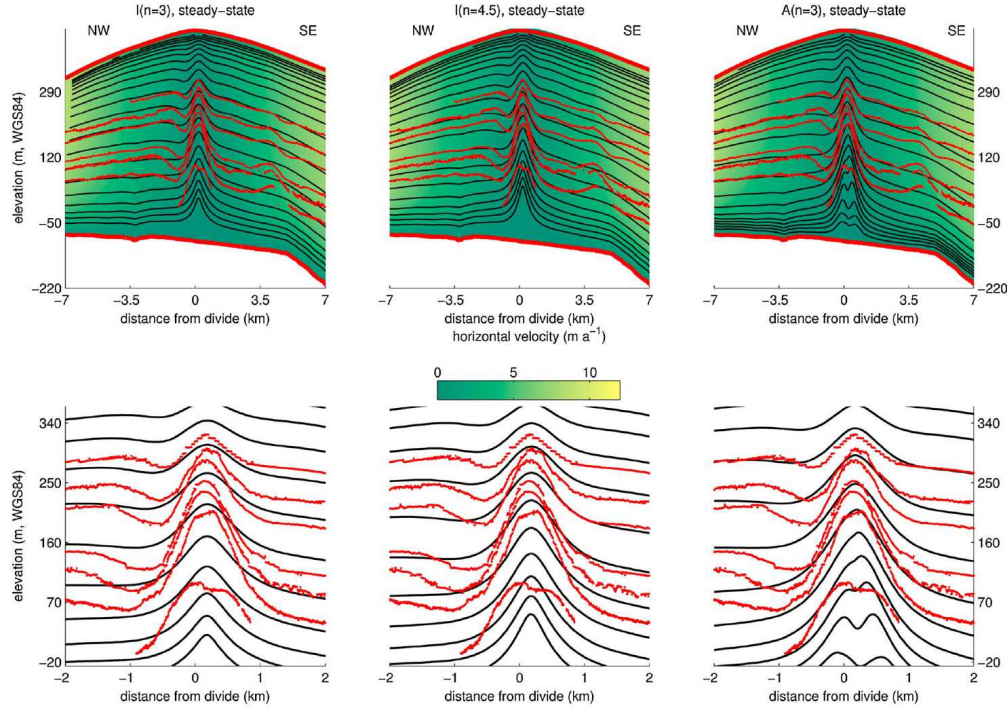 I(n=3), steady−state
I(n=4.5), steady−state
A(n=3), steady−state
NW SE
NW SE
NW SE
elevation (m, WGS84)
290
120
−50
−220
290
120
−50
−220
−7 −3.5 0 3.5 7
−7 −3.5 0 3.5 7
−7 −3.5 0 3.5 7
distance from divide (km)
distance from divide (km)
distance from divide (km)
horizontal velocity (m a⁻¹)
0 5 10
elevation (m, WGS84)
340
250
160
70
−20
340
250
160
70
−20
−2 −1 0 1 2
−2 −1 0 1 2
−2 −1 0 1 2
distance from divide (km)
distance from divide (km)
distance from divide (km)